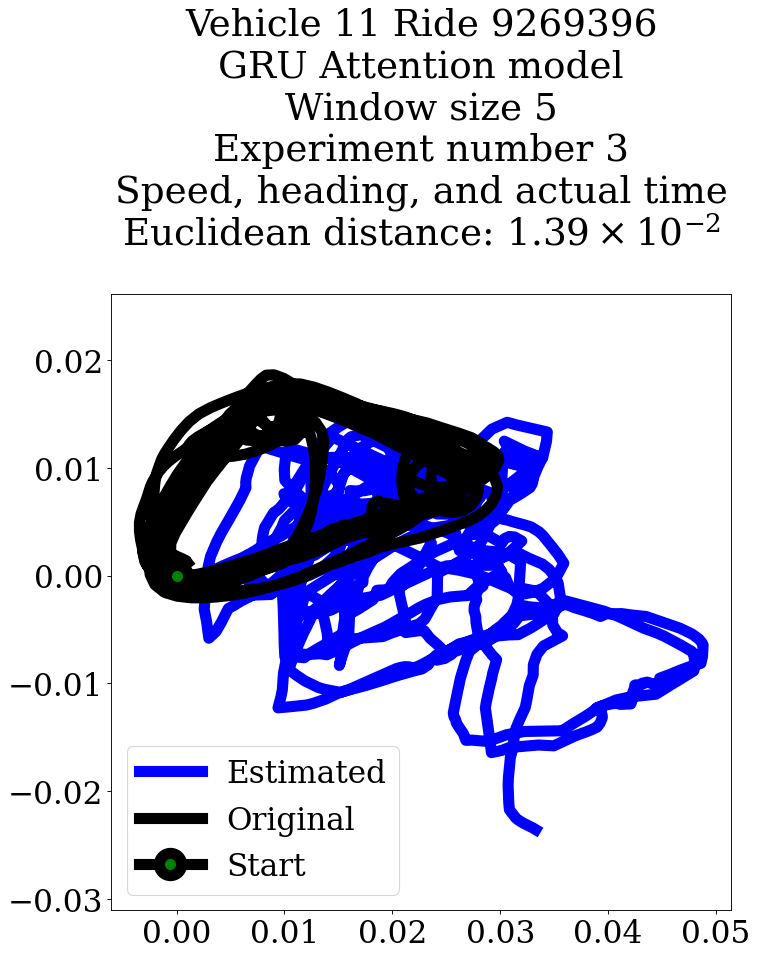 Vehicle 11 Ride 9269396
GRU Attention model
Window size 5
Experiment number 3
Speed, heading, and actual time
Euclidean distance: 1.39 × 10⁻²
0.02
0.01
0.00
−0.01
−0.02
−0.03
Estimated
Original
Start
0.00 0.01 0.02 0.03 0.04 0.05